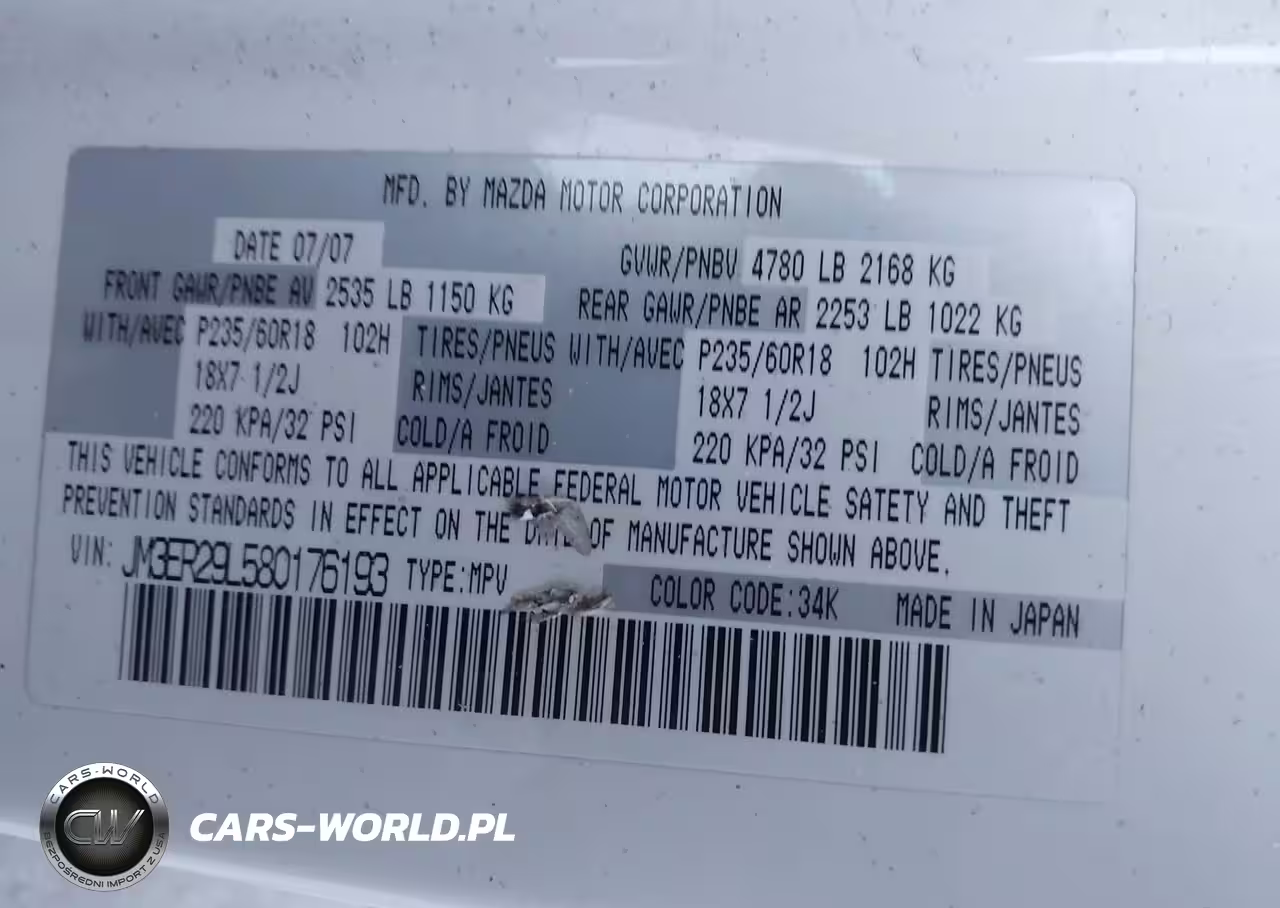 MFD. BY MAZDA MOTOR CORPORATION
DATE 07/07
GVWR/PNBV 4780 LB 2168 KG
FRONT GAWR/PNBE AV 2535 LB 1150 KG
REAR GAWR/PNBE AR 2253 LB 1022 KG
WITH/AVEC P235/60R18 102H TIRES/PNEUS WITH/AVEC P235/60R18 102H TIRES/PNEUS
18X7 1/2J RIMS/JANTES 18X7 1/2J RIMS/JANTES
220 KPA/32 PSI COLD/A FROID 220 KPA/32 PSI COLD/A FROID
THIS VEHICLE CONFORMS TO ALL APPLICABLE FEDERAL MOTOR VEHICLE SATETY AND THEFT
PREVENTION STANDARDS IN EFFECT ON THE DATE OF MANUFACTURE SHOWN ABOVE.
VIN: JM3ER29L580176193 TYPE:MPV COLOR CODE:34K MADE IN JAPAN
CARS-WORLD
CW
BEZPOŚREDNI IMPORT Z USA
CARS-WORLD.PL